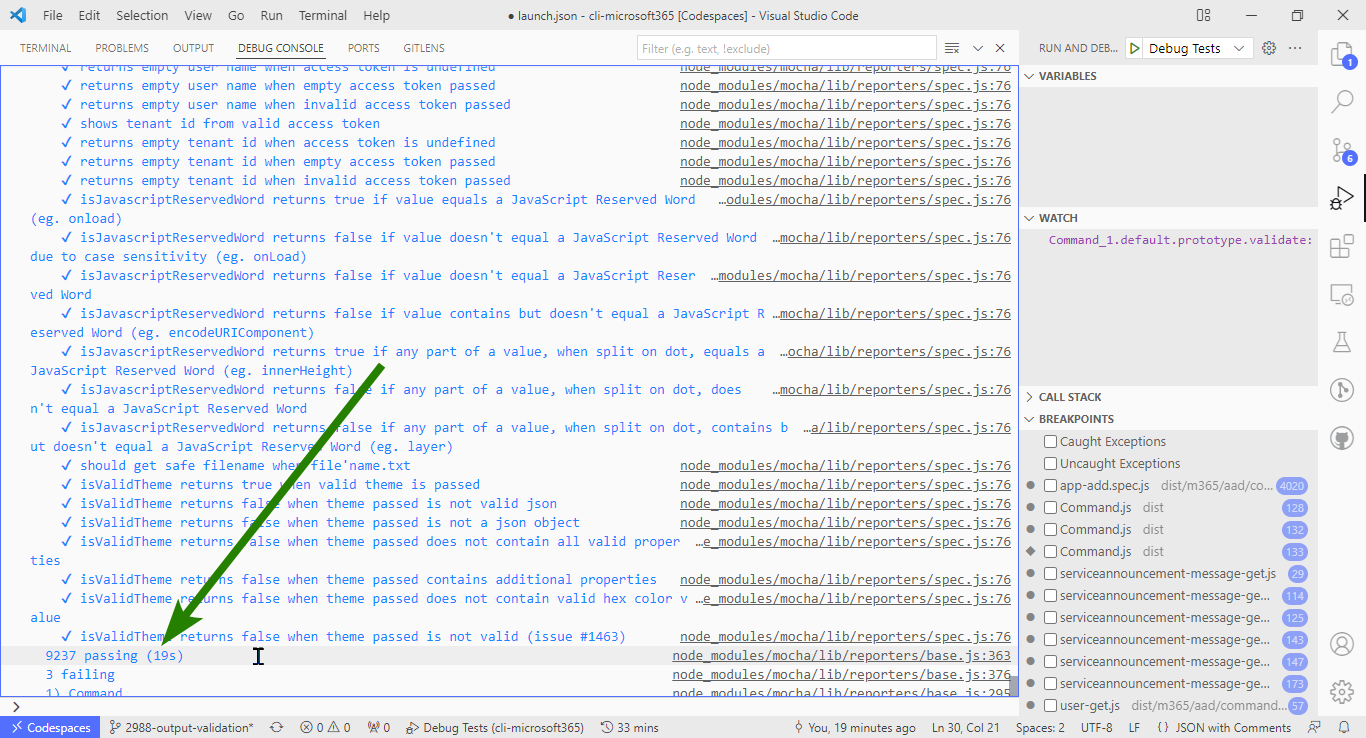 File Edit Selection View Go Run Terminal Help ● launch.json - cli-microsoft365 [Codespaces] - Visual Studio Code
TERMINAL PROBLEMS OUTPUT DEBUG CONSOLE PORTS GITLENS Filter (e.g. text, !exclude) RUN AND DEB... Debug Tests
✓ returns empty user name when access token is undefined node_modules/mocha/lib/reporters/spec.js:76
✓ returns empty user name when empty access token passed node_modules/mocha/lib/reporters/spec.js:76
✓ returns empty user name when invalid access token passed node_modules/mocha/lib/reporters/spec.js:76
✓ shows tenant id from valid access token node_modules/mocha/lib/reporters/spec.js:76
✓ returns empty tenant id when access token is undefined node_modules/mocha/lib/reporters/spec.js:76
✓ returns empty tenant id when empty access token passed node_modules/mocha/lib/reporters/spec.js:76
✓ returns empty tenant id when invalid access token passed node_modules/mocha/lib/reporters/spec.js:76
✓ isJavascriptReservedWord returns true if value equals a JavaScript Reserved Word …odules/mocha/lib/reporters/spec.js:76
(eg. onload)
✓ isJavascriptReservedWord returns false if value doesn't equal a JavaScript Reserved Word …mocha/lib/reporters/spec.js:76
due to case sensitivity (eg. onLoad)
✓ isJavascriptReservedWord returns false if value doesn't equal a JavaScript Reser …modules/mocha/lib/reporters/spec.js:76
ved Word
✓ isJavascriptReservedWord returns false if value contains but doesn't equal a JavaScript R …mocha/lib/reporters/spec.js:76
eserved Word (eg. encodeURIComponent)
✓ isJavascriptReservedWord returns true if any part of a value, when split on dot, equals a …ocha/lib/reporters/spec.js:76
JavaScript Reserved Word (eg. innerHeight)
✓ isJavascriptReservedWord returns false if any part of a value, when split on dot, does …mocha/lib/reporters/spec.js:76
n't equal a JavaScript Reserved Word
✓ isJavascriptReservedWord returns false if any part of a value, when split on dot, contains b …a/lib/reporters/spec.js:76
ut doesn't equal a JavaScript Reserved Word (eg. layer)
✓ should get safe filename when file'name.txt node_modules/mocha/lib/reporters/spec.js:76
✓ isValidTheme returns true when valid theme is passed node_modules/mocha/lib/reporters/spec.js:76
✓ isValidTheme returns false when theme passed is not valid json node_modules/mocha/lib/reporters/spec.js:76
✓ isValidTheme returns false when theme passed is not a json object node_modules/mocha/lib/reporters/spec.js:76
✓ isValidTheme returns false when theme passed does not contain all valid proper …e_modules/mocha/lib/reporters/spec.js:76
ties
✓ isValidTheme returns false when theme passed contains additional properties node_modules/mocha/lib/reporters/spec.js:76
✓ isValidTheme returns false when theme passed does not contain valid hex color v …e_modules/mocha/lib/reporters/spec.js:76
alue
✓ isValidTheme returns false when theme passed is not valid (issue #1463) node_modules/mocha/lib/reporters/spec.js:76
9237 passing (19s) node_modules/mocha/lib/reporters/base.js:363
3 failing node_modules/mocha/lib/reporters/base.js:376
1) Command node_modules/mocha/lib/reporters/base.js:295
VARIABLES
WATCH
Command_1.default.prototype.validate:
CALL STACK
BREAKPOINTS
Caught Exceptions
Uncaught Exceptions
app-add.spec.js dist/m365/aad/co... 4020
Command.js dist 128
Command.js dist 132
Command.js dist 133
serviceannouncement-message-get.js 29
serviceannouncement-message-ge... 114
serviceannouncement-message-ge... 125
serviceannouncement-message-ge... 143
serviceannouncement-message-ge... 147
serviceannouncement-message-ge... 173
user-get.js dist/m365/aad/command... 57
1
6
Codespaces 2988-output-validation* 0 0 0 Debug Tests (cli-microsoft365) 33 mins You, 19 minutes ago Ln 30, Col 21 Spaces: 2 UTF-8 LF {} JSON with Comments